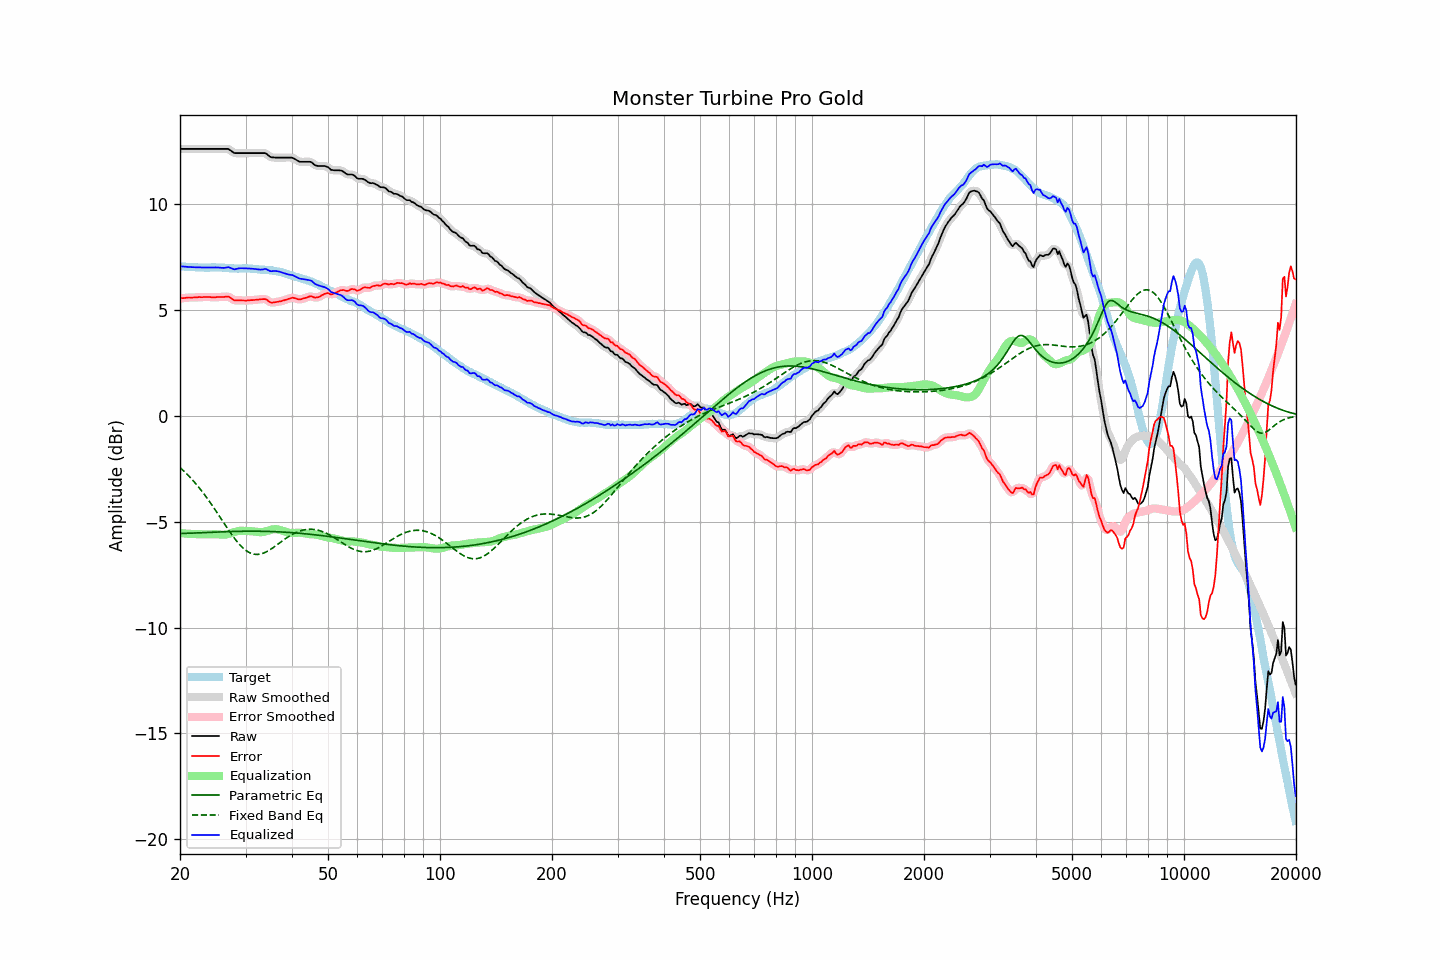 Monster Turbine Pro Gold
Amplitude (dBr)
10
5
0
−5
−10
−15
−20
Target
Raw Smoothed
Error Smoothed
Raw
Error
Equalization
Parametric Eq
Fixed Band Eq
Equalized
20 50 100 200 500 1000 2000 5000 10000 20000
Frequency (Hz)